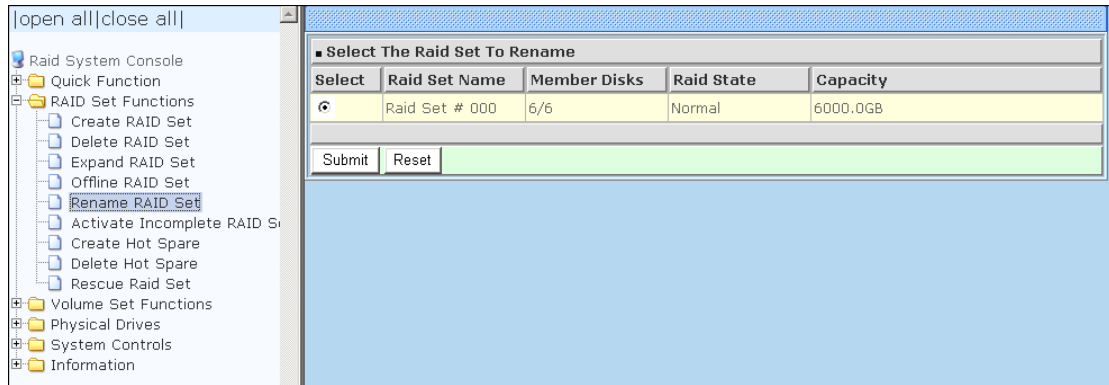 |open all|close all|
Raid System Console
Quick Function
RAID Set Functions
Create RAID Set
Delete RAID Set
Expand RAID Set
Offline RAID Set
Rename RAID Set
Activate Incomplete RAID
Create Hot Spare
Delete Hot Spare
Rescue Raid Set
Volume Set Functions
Physical Drives
System Controls
Information
Select The Raid Set To Rename
Select Raid Set Name Member Disks Raid State Capacity
Raid Set # 000 6/6 Normal 6000.0GB
Submit Reset